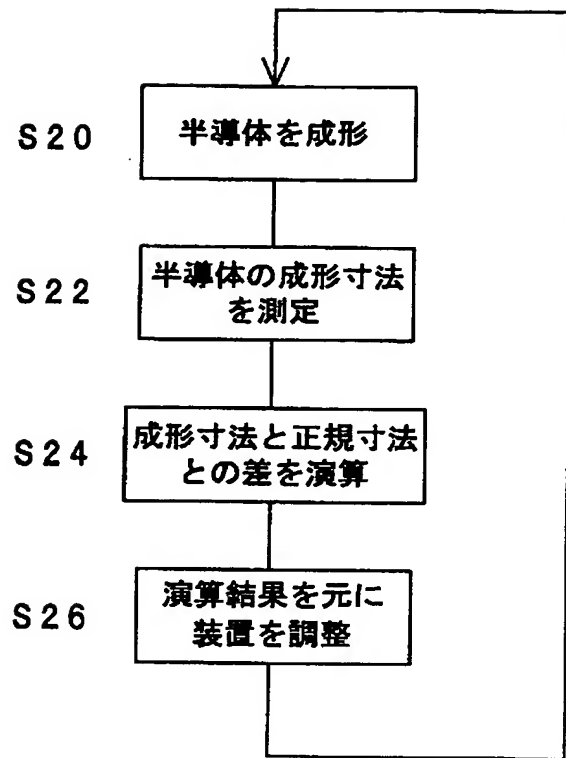 S20
半導体を成形
S22
半導体の成形寸法
を測定
S24
成形寸法と正規寸法
との差を演算
S26
演算結果を元に
装置を調整